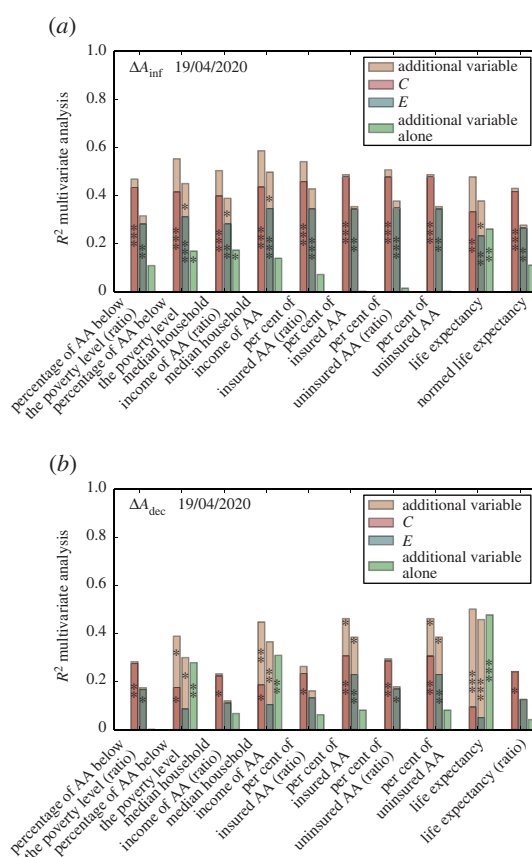 (a)
1.0
0.8
0.6
0.4
0.2
0
R² multivariate analysis
ΔA_inf 19/04/2020
additional variable
C
E
additional variable
alone
percentage of AA below
the poverty level (ratio)
percentage of AA below
the poverty level
median household
income of AA (ratio)
median household
income of AA
per cent of
insured AA (ratio)
per cent of
insured AA
per cent of
uninsured AA (ratio)
per cent of
uninsured AA
life expectancy
normed life expectancy
(b)
1.0
0.8
0.6
0.4
0.2
0
R² multivariate analysis
ΔA_dec 19/04/2020
additional variable
C
E
additional variable
alone
percentage of AA below
the poverty level (ratio)
percentage of AA below
the poverty level
median household
income of AA (ratio)
median household
income of AA
per cent of
insured AA (ratio)
per cent of
insured AA
per cent of
uninsured AA (ratio)
per cent of
uninsured AA
life expectancy
life expectancy (ratio)